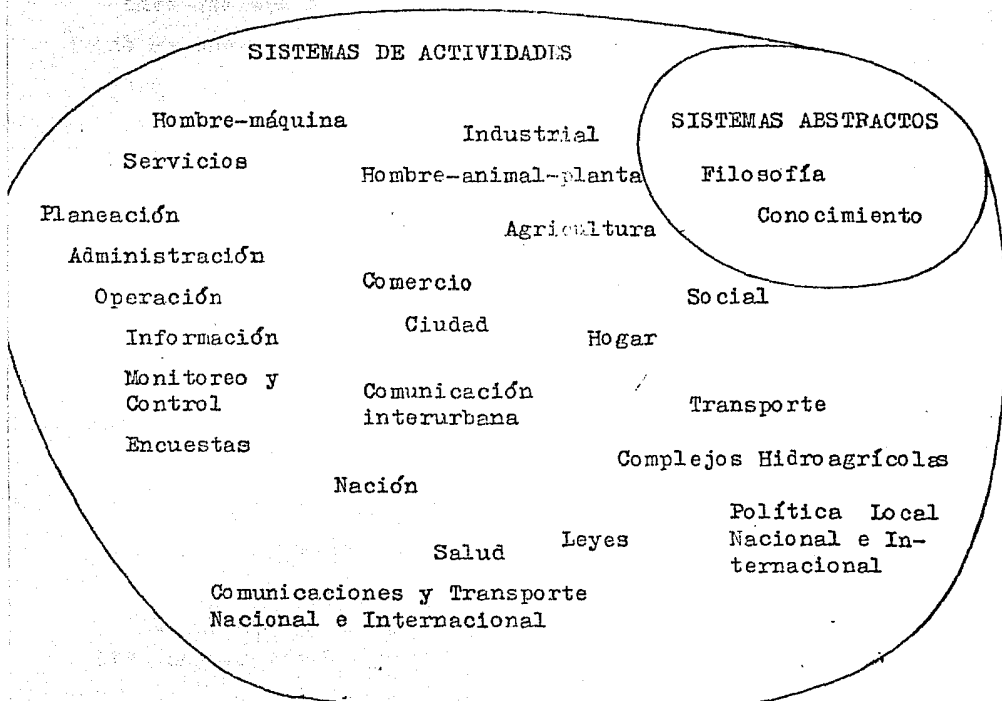 SISTEMAS DE ACTIVIDADES
Hombre-máquina
Industrial
SISTEMAS ABSTRACTOS
Servicios
Hombre-animal-planta
Filosofía
Planeación
Agricultura
Conocimiento
Administración
Comercio
Operación
Social
Ciudad
Información
Hogar
Monitoreo y
Control
Comunicación
interurbana
Transporte
Encuestas
Complejos Hidroagrícolas
Nación
Política Local
Nacional e In-
ternacional
Salud
Leyes
Comunicaciones y Transporte
Nacional e Internacional